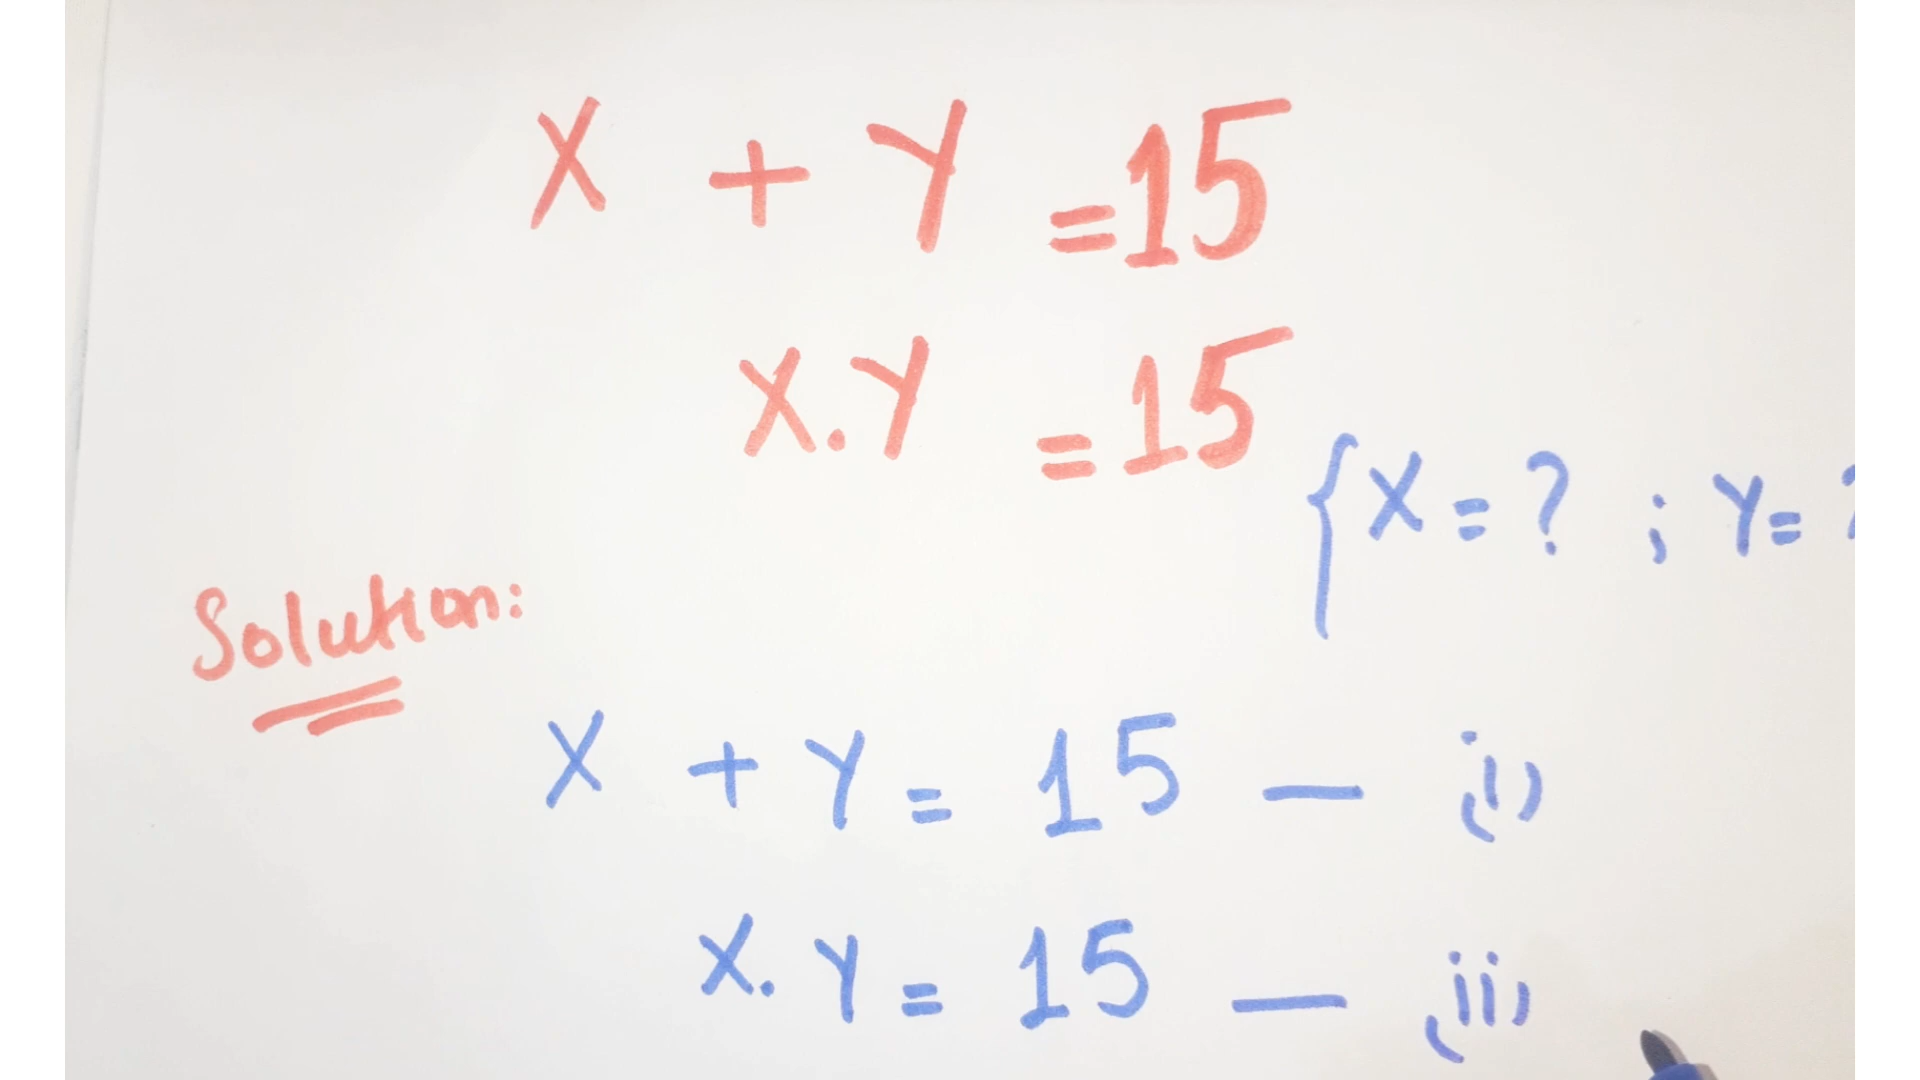 X + Y = 15
X.Y = 15
{ X = ? ; Y = ?
Solution:
X + Y = 15 — (i)
X. Y = 15 — (ii)